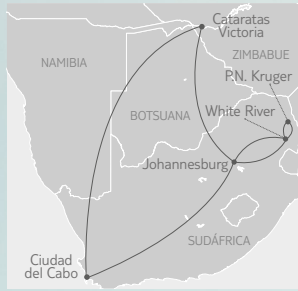 Cataratas
Victoria
ZIMBABUE
NAMIBIA
P.N. Kruger
BOTSUANA
White River
Johannesburg
SUDÁFRICA
Ciudad
del Cabo